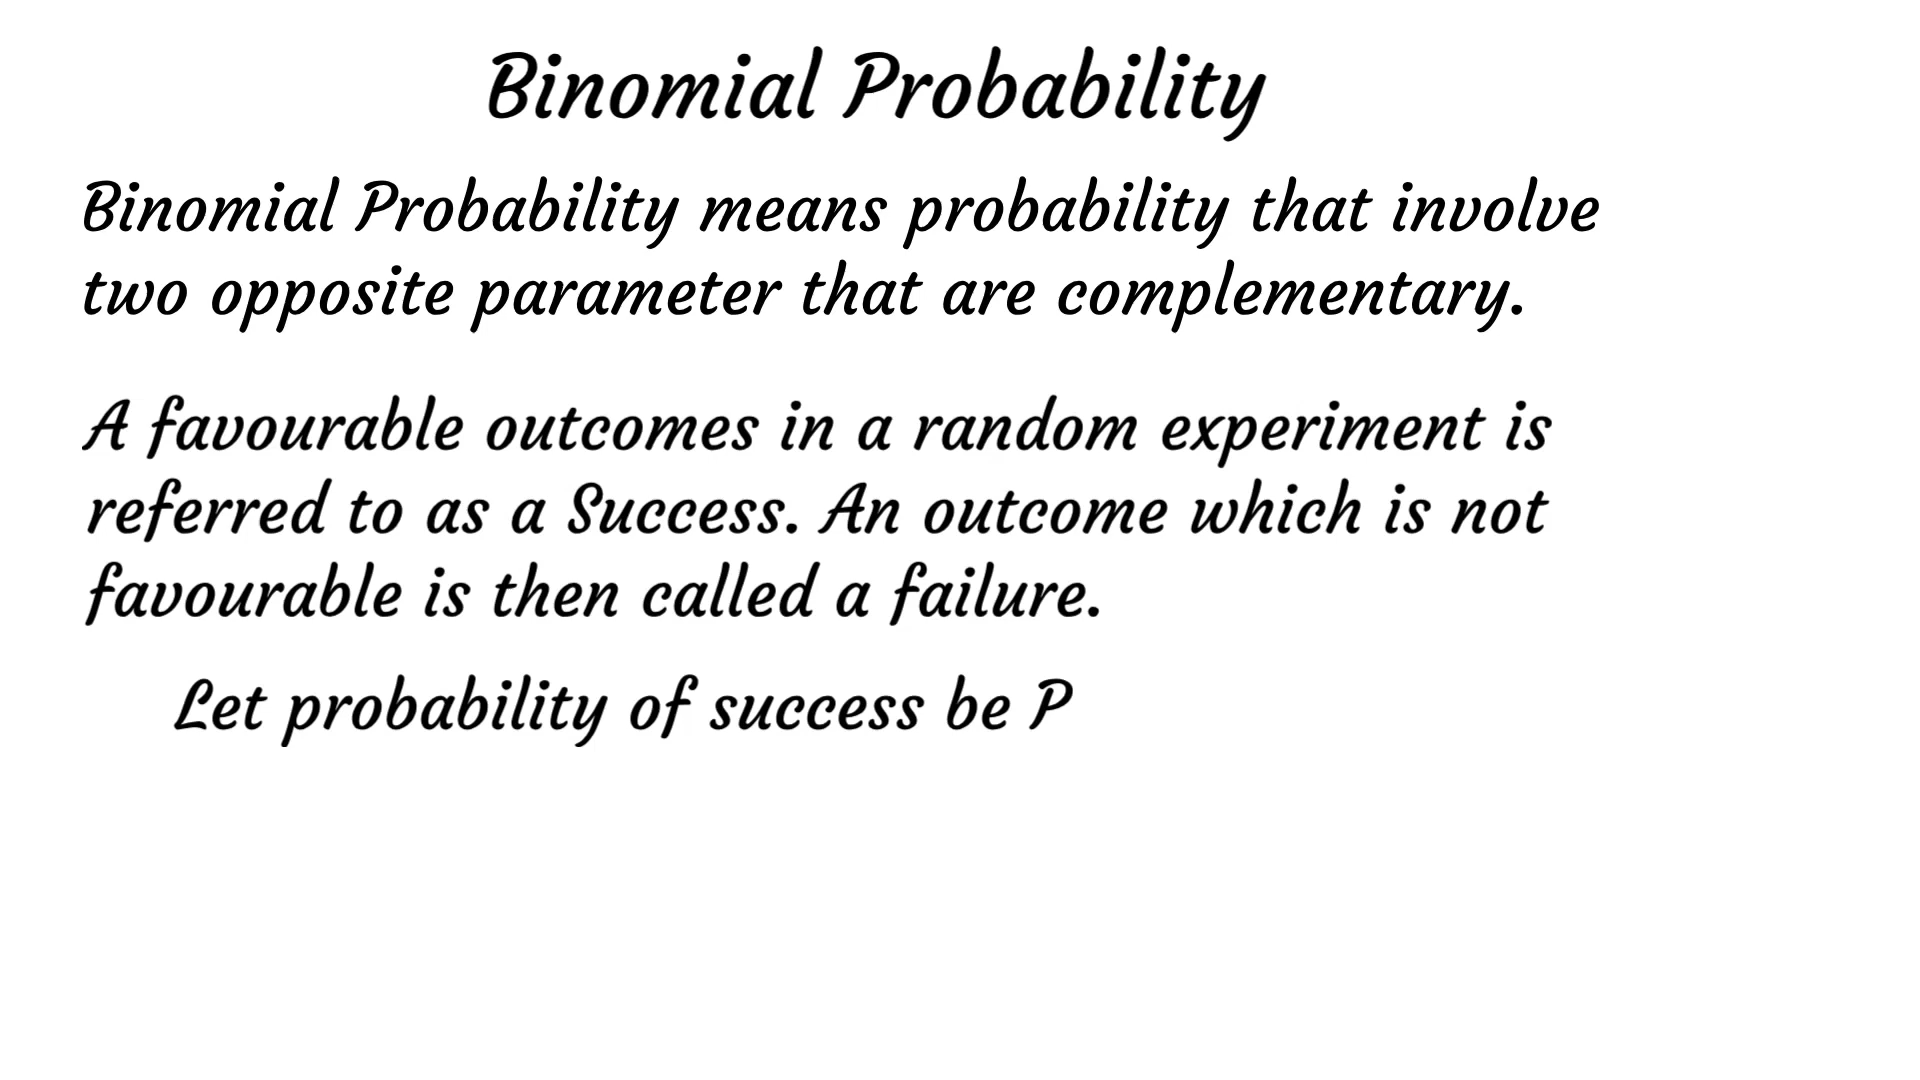 Binomial Probability
Binomial Probability means probability that involve
two opposite parameter that are complementary.
A favourable outcomes in a random experiment is
referred to as a Success. An outcome which is not
favourable is then called a failure.
Let probability of success be P